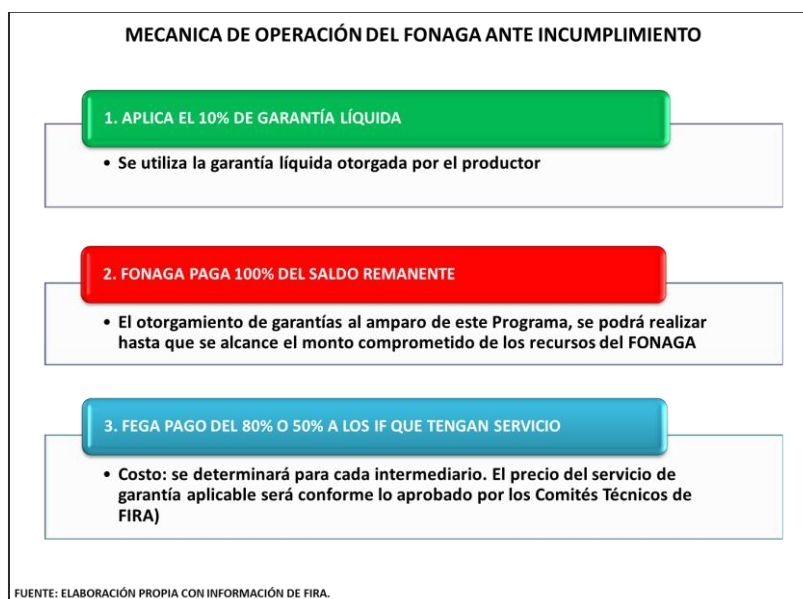 MECANICA DE OPERACIÓN DEL FONAGA ANTE INCUMPLIMIENTO
1. APLICA EL 10% DE GARANTÍA LÍQUIDA
• Se utiliza la garantía líquida otorgada por el productor
2. FONAGA PAGA 100% DEL SALDO REMANENTE
• El otorgamiento de garantías al amparo de este Programa, se podrá realizar
hasta que se alcance el monto comprometido de los recursos del FONAGA
3. FEGA PAGO DEL 80% O 50% A LOS IF QUE TENGAN SERVICIO
• Costo: se determinará para cada intermediario. El precio del servicio de
garantía aplicable será conforme lo aprobado por los Comités Técnicos de
FIRA)
FUENTE: ELABORACIÓN PROPIA CON INFORMACIÓN DE FIRA.